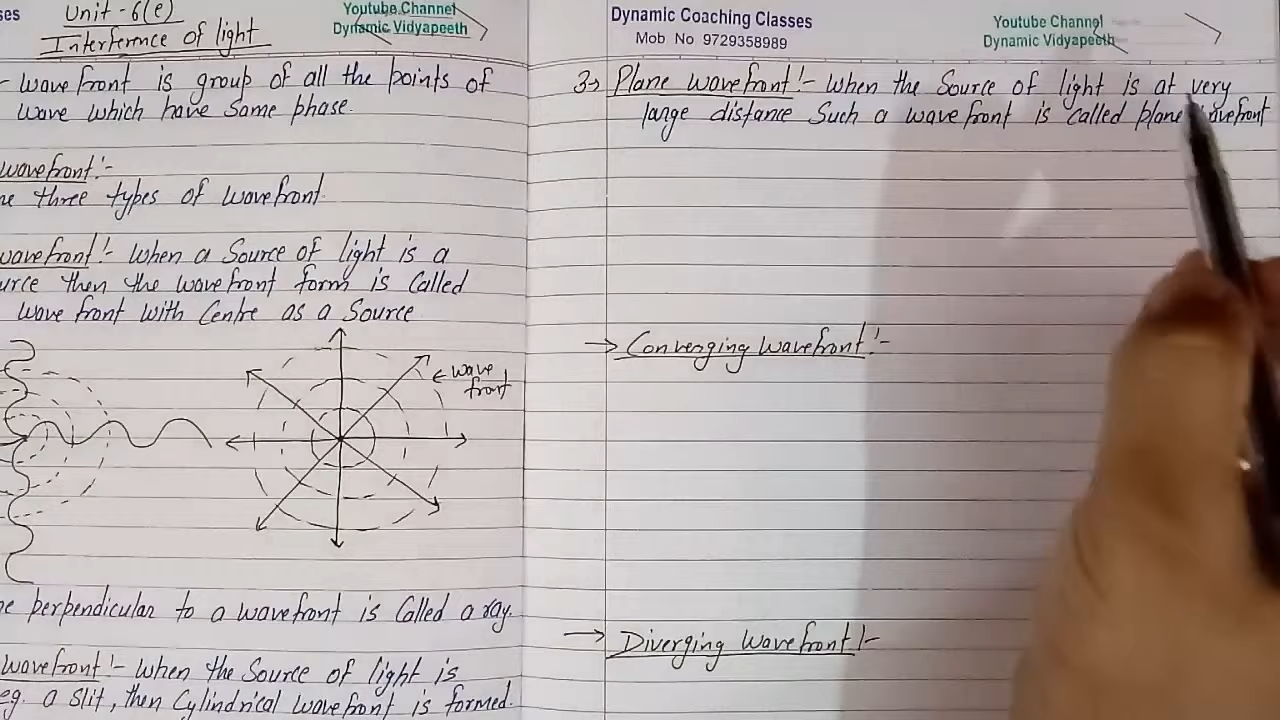 ses
Unit-6(e)
Interference of light
Youtube Channel
Dynamic Vidyapeeth
- wavefront is group of all the points of
wave which have same phase.
wavefront:-
three types of wavefront.
wavefront:- when a Source of light is a
then the wavefront form is Called
wave front with Centre as a Source
← wave
front
perpendicular to a wavefront is Called a ray.
wavefront:- when the Source of light is
eg. a slit, then Cylindrical wavefront is formed.
Dynamic Coaching Classes
Mob No 9729358989
Youtube Channel
Dynamic Vidyapeeth
3→ Plane wavefront:- when the Source of light is at very
large distance Such a wavefront is called plane wavefront
→ Converging wavefront:-
→ Diverging wavefront:-